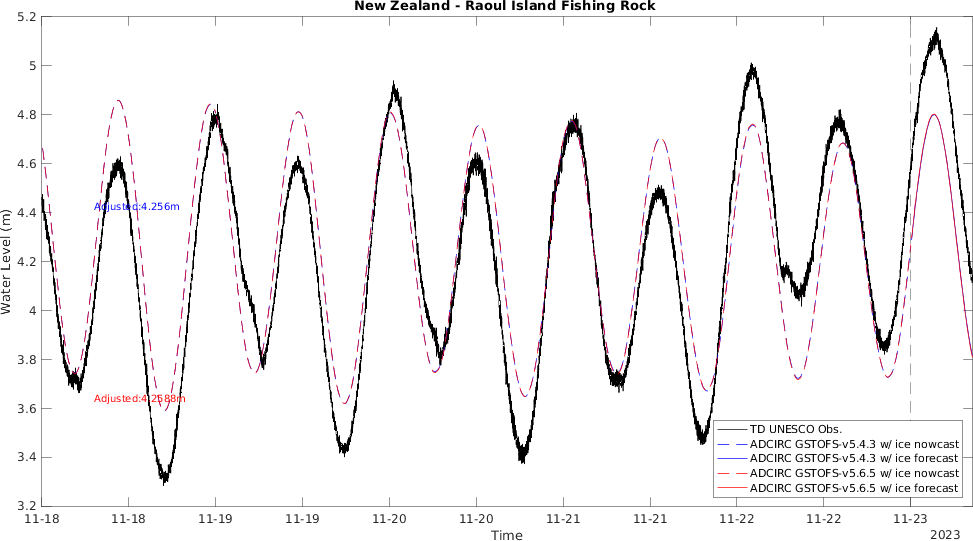 New Zealand - Raoul Island Fishing Rock
5.2
5
4.8
4.6
4.4
4.2
4
3.8
3.6
3.4
3.2
Water Level (m)
Adjusted:4.256m
Adjusted:4.2588m
TD UNESCO Obs.
ADCIRC GSTOFS-v5.4.3 w/ ice nowcast
ADCIRC GSTOFS-v5.4.3 w/ ice forecast
ADCIRC GSTOFS-v5.6.5 w/ ice nowcast
ADCIRC GSTOFS-v5.6.5 w/ ice forecast
11-18 11-18 11-19 11-19 11-20 11-20 11-21 11-21 11-22 11-22 11-23
Time
2023